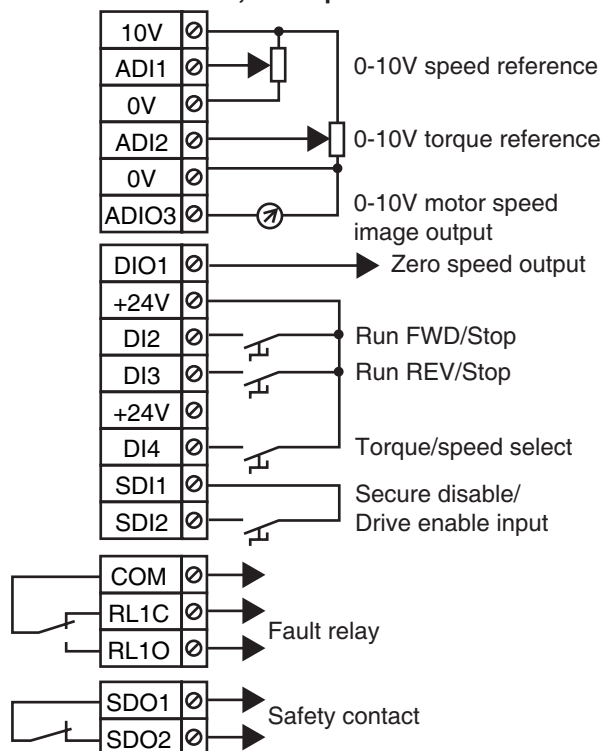 10V
ADI1
0-10V speed reference
0V
ADI2
0-10V torque reference
0V
ADIO3
0-10V motor speed
image output
DIO1
Zero speed output
+24V
DI2
Run FWD/Stop
DI3
Run REV/Stop
+24V
DI4
Torque/speed select
SDI1
Secure disable/
SDI2
Drive enable input
COM
RL1C
Fault relay
RL1O
SDO1
Safety contact
SDO2